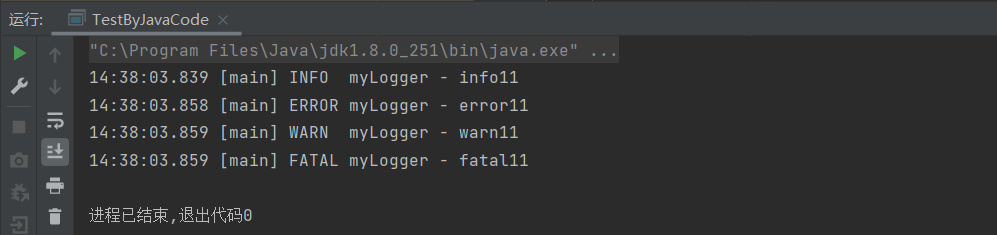 运行: TestByJavaCode ×
"C:\Program Files\Java\jdk1.8.0_251\bin\java.exe" ...
14:38:03.839 [main] INFO  myLogger - info11
14:38:03.858 [main] ERROR myLogger - error11
14:38:03.859 [main] WARN  myLogger - warn11
14:38:03.859 [main] FATAL myLogger - fatal11
进程已结束,退出代码0